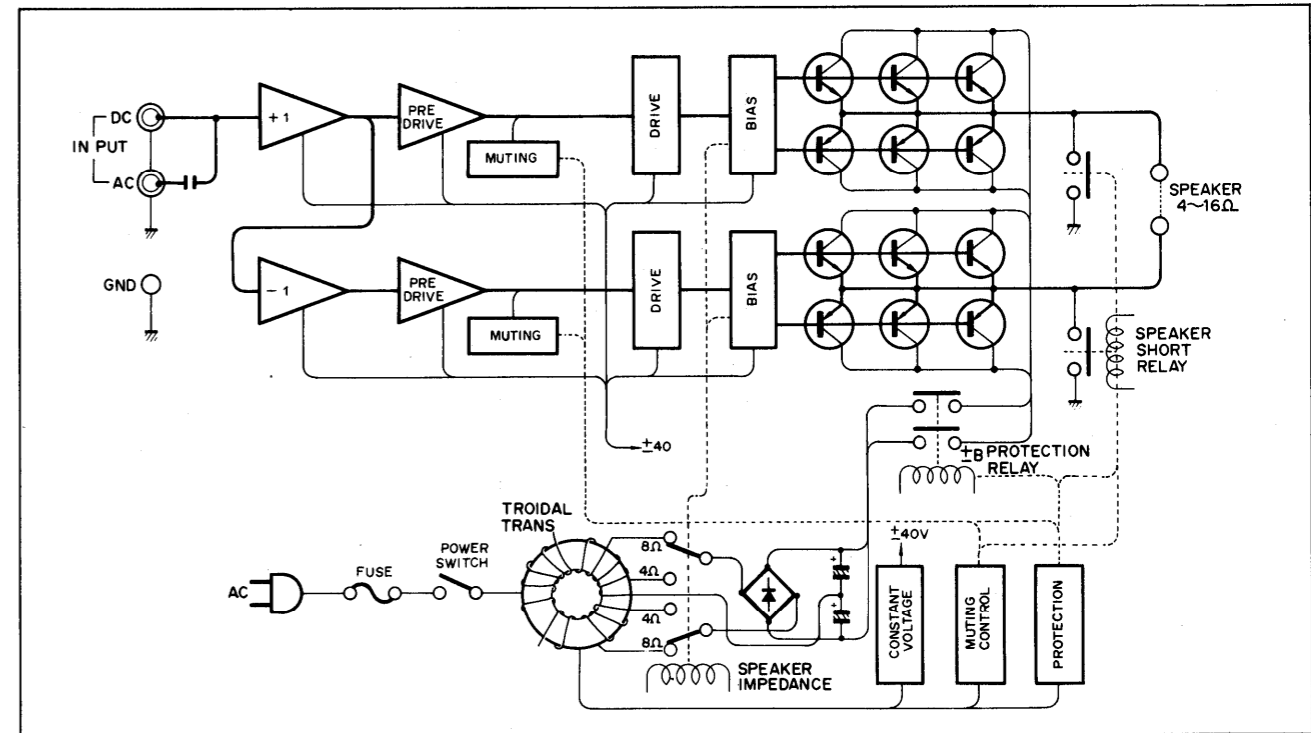 DC
IN PUT
AC
GND
+1
PRE
DRIVE
MUTING
DRIVE
BIAS
SPEAKER
4~16Ω
-1
PRE
DRIVE
MUTING
DRIVE
BIAS
SPEAKER
SHORT
RELAY
±40
±B PROTECTION
RELAY
TROIDAL
TRANS
AC
FUSE
POWER
SWITCH
8Ω
4Ω
4Ω
8Ω
SPEAKER
IMPEDANCE
+
+
±40V
CONSTANT
VOLTAGE
MUTING
CONTROL
PROTECTION